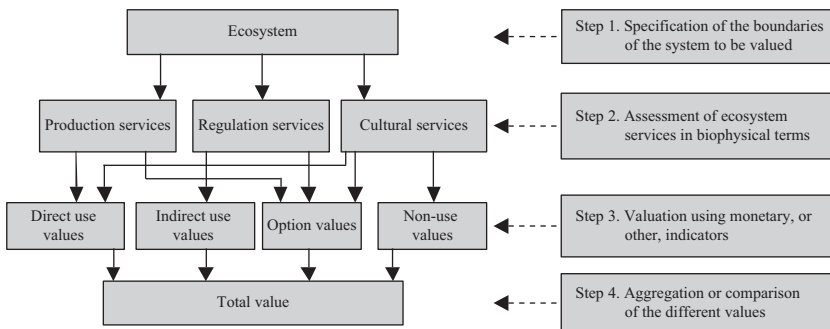 Ecosystem
Step 1. Specification of the boundaries
of the system to be valued
Production services
Regulation services
Cultural services
Step 2. Assessment of ecosystem
services in biophysical terms
Direct use
values
Indirect use
values
Option values
Non-use
values
Step 3. Valuation using monetary, or
other, indicators
Total value
Step 4. Aggregation or comparison
of the different values